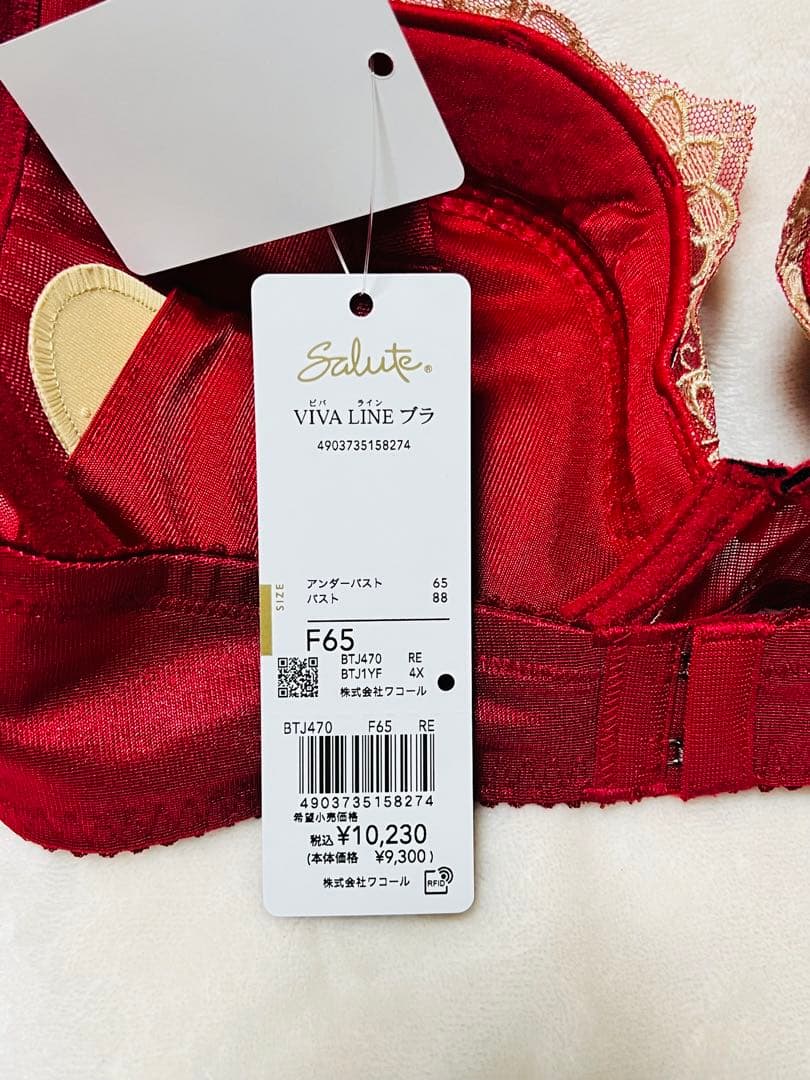 Salute®
ビバ ライン
VIVA LINE ブラ
4903735158274
SIZE
アンダーバスト 65
バスト 88
F65
BTJ470 RE
BTJ1YF 4X
株式会社ワコール
BTJ470 F65 RE
4903735158274
希望小売価格
税込 ¥10,230
(本体価格 ¥9,300)
株式会社ワコール
RFID